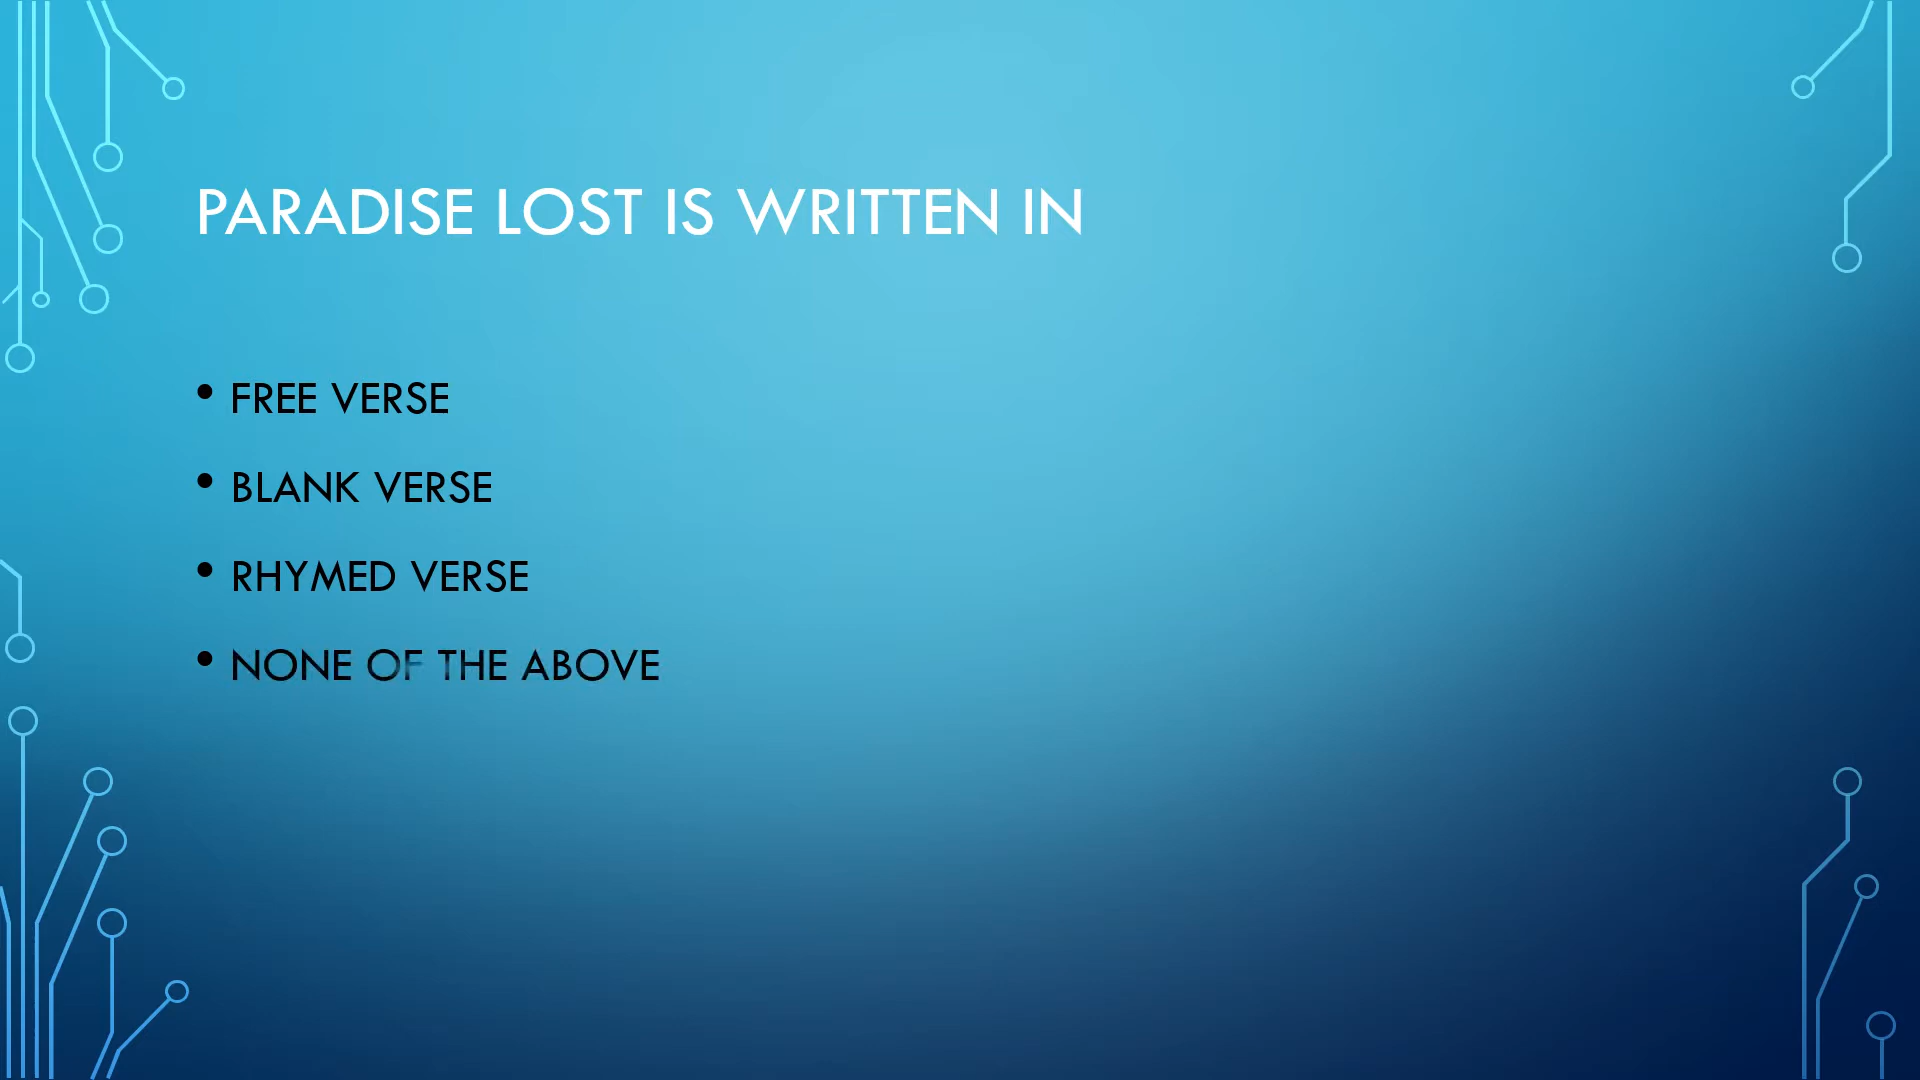 PARADISE LOST IS WRITTEN IN
• FREE VERSE
• BLANK VERSE
• RHYMED VERSE
• NONE OF THE ABOVE